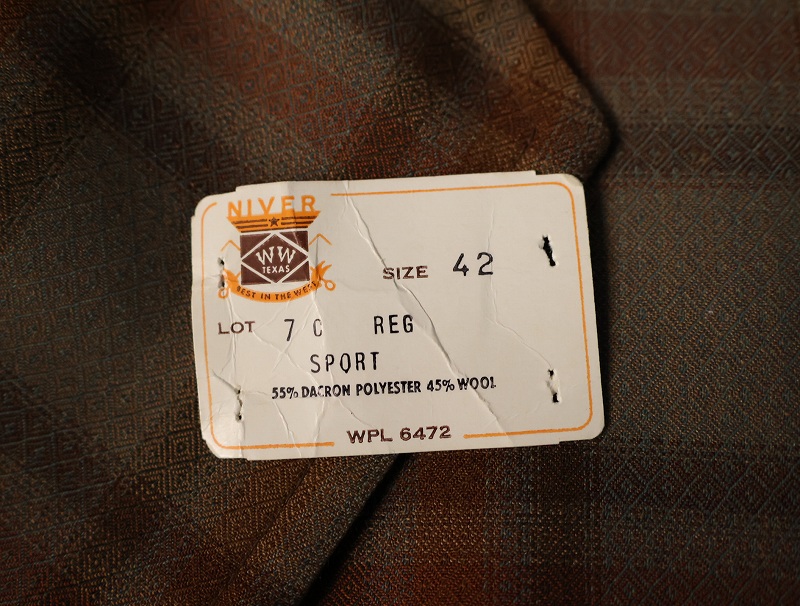 NIVER
WW
TEXAS
BEST IN THE WEST
SIZE 42
LOT 7 C REG
SPORT
55% DACRON POLYESTER 45% WOOL
WPL 6472